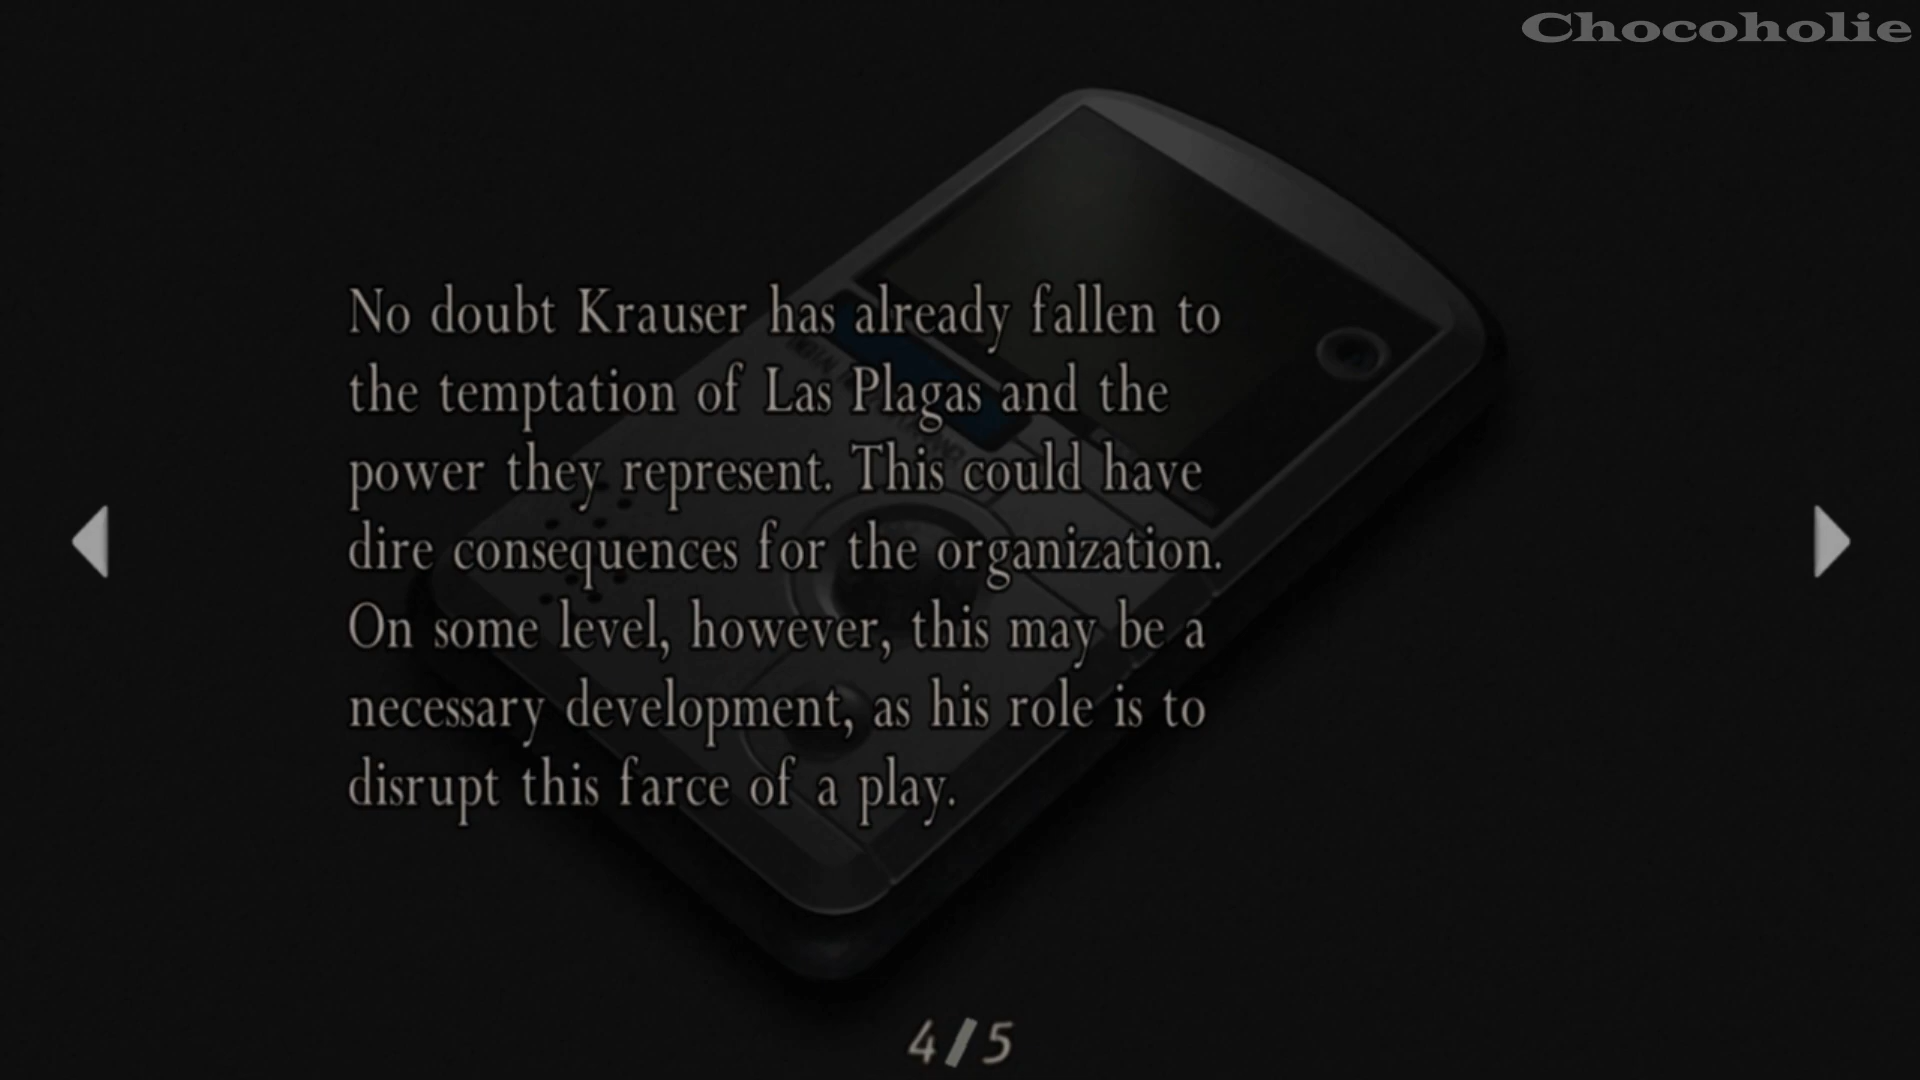 Chocoholie
No doubt Krauser has already fallen to
the temptation of Las Plagas and the
power they represent. This could have
dire consequences for the organization.
On some level, however, this may be a
necessary development, as his role is to
disrupt this farce of a play.
4/5